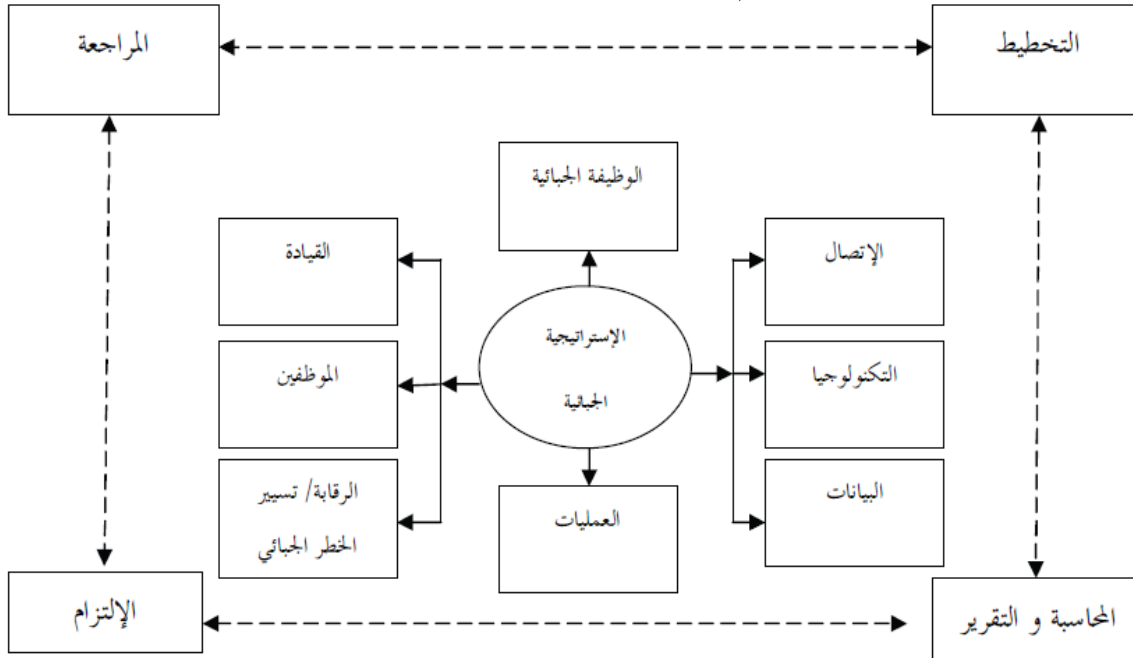 التخطيط
المراجعة
الوظيفة الجبائية
الإتصال
القيادة
الإستراتيجية
الجبائية
التكنولوجيا
الموظفين
البيانات
العمليات
الرقابة/ تسيير
الخطر الجبائي
المحاسبة و التقرير
الإلتزام